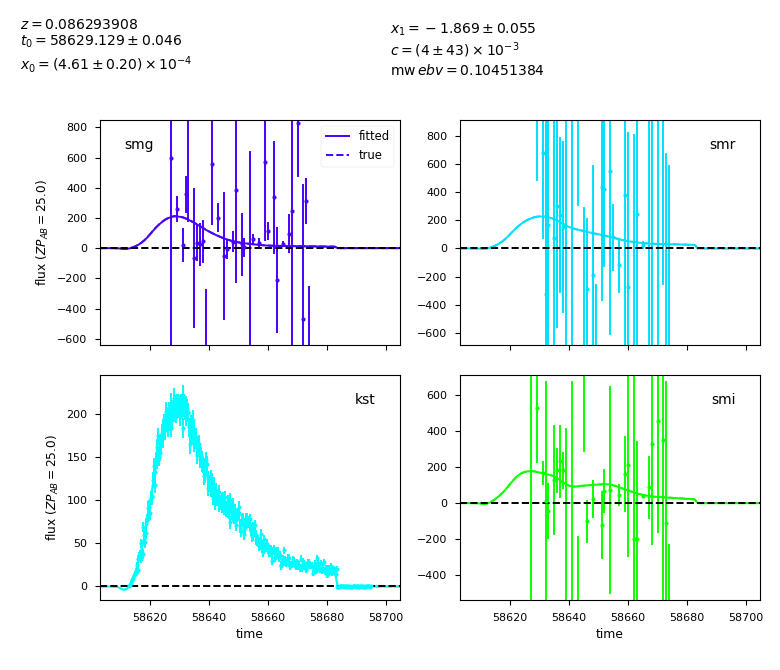 z = 0.086293908
t₀ = 58629.129 ± 0.046
x₀ = (4.61 ± 0.20) × 10⁻⁴
x₁ = −1.869 ± 0.055
c = (4 ± 43) × 10⁻³
mw ebv = 0.10451384
smg
fitted
true
800
600
400
200
0
−200
−400
−600
flux (ZP_AB = 25.0)
smr
800
600
400
200
0
−200
−400
−600
kst
200
150
100
50
0
flux (ZP_AB = 25.0)
58620 58640 58660 58680 58700
time
smi
600
400
200
0
−200
−400
58620 58640 58660 58680 58700
time